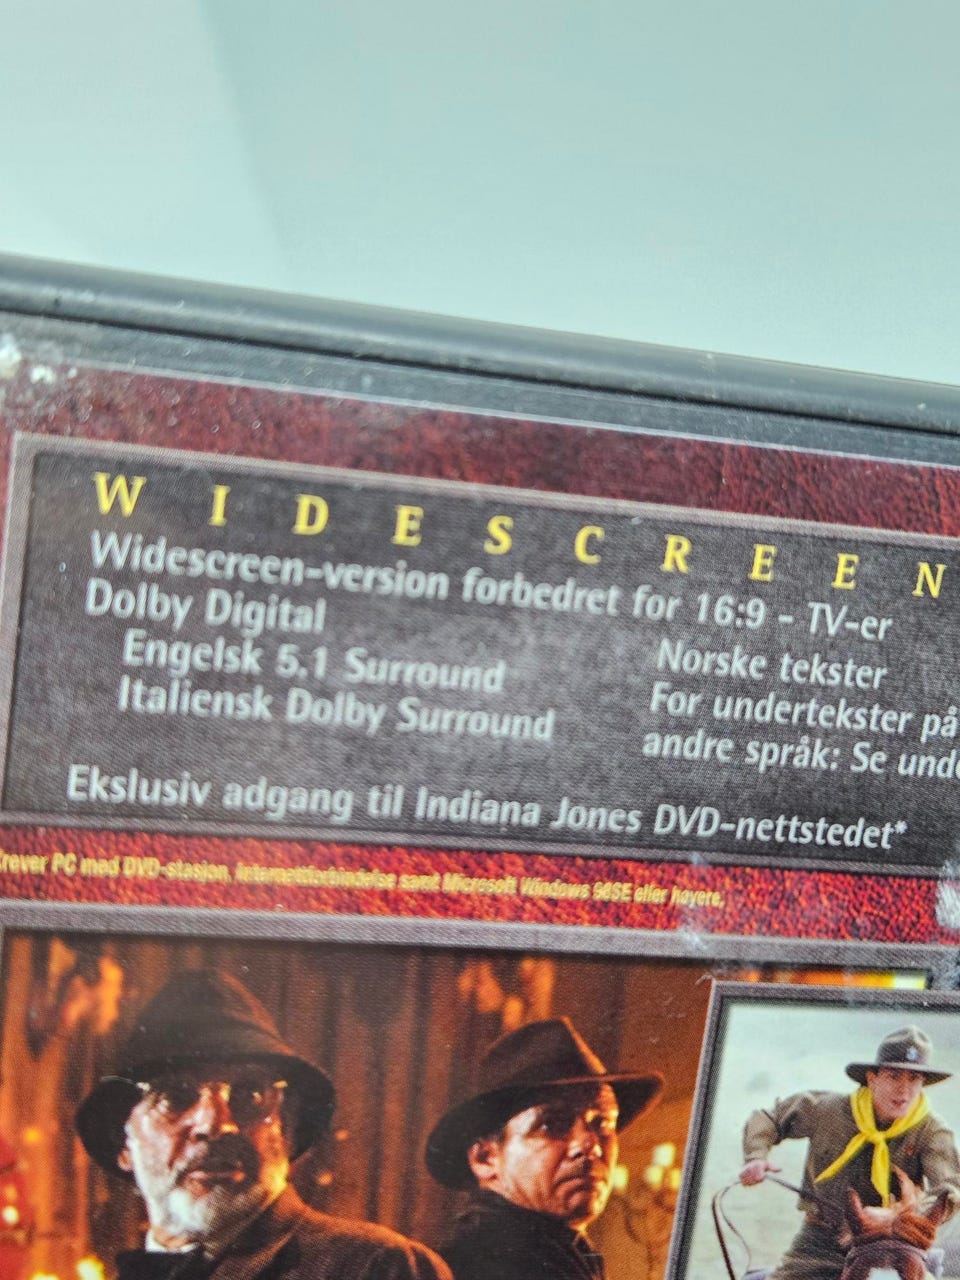 WIDESCREEN
Widescreen-version forbedret for 16:9 - TV-er
Dolby Digital
Engelsk 5.1 Surround
Italiensk Dolby Surround
Norske tekster
For undertekster på
andre språk: Se
Ekslusiv adgang til Indiana Jones DVD-nettstedet*
PC med DVD-stasjon, Internettforbindelse samt Microsoft Windows 98SE eller høyere.